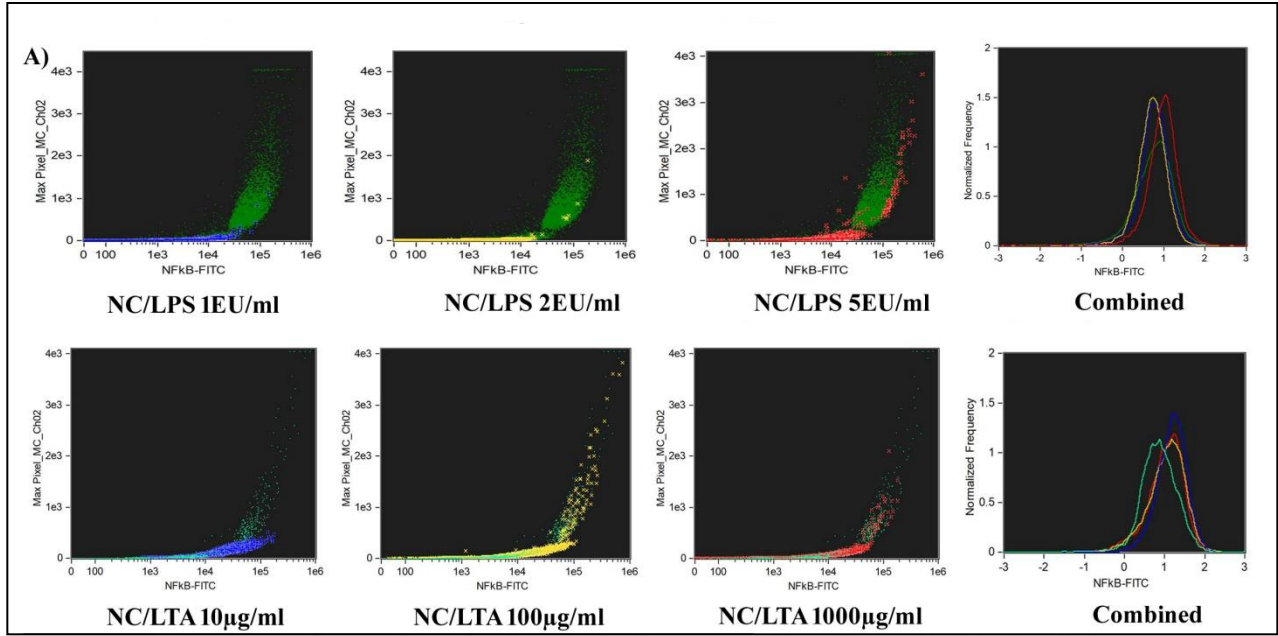 A)
Max Pixel_MC_Ch02
4e3
3e3
2e3
1e3
0
0 100 1e3 1e4 1e5 1e6
NFkB-FITC
NC/LPS 1EU/ml
Max Pixel_MC_Ch02
4e3
3e3
2e3
1e3
0
0 100 1e3 1e4 1e5 1e6
NFkB-FITC
NC/LPS 2EU/ml
Max Pixel_MC_Ch02
4e3
3e3
2e3
1e3
0
0 100 1e3 1e4 1e5 1e6
NFkB-FITC
NC/LPS 5EU/ml
Normalized Frequency
2
1.5
1
0.5
0
-3 -2 -1 0 1 2 3
NFkB-FITC
Combined
Max Pixel_MC_Ch02
4e3
3e3
2e3
1e3
0
0 100 1e3 1e4 1e5 1e6
NFkB-FITC
NC/LTA 10µg/ml
Max Pixel_MC_Ch02
4e3
3e3
2e3
1e3
0
0 100 1e3 1e4 1e5 1e6
NFkB-FITC
NC/LTA 100µg/ml
Max Pixel_MC_Ch02
4e3
3e3
2e3
1e3
0
0 100 1e3 1e4 1e5 1e6
NFkB-FITC
NC/LTA 1000µg/ml
Normalized Frequency
2
1.5
1
0.5
0
-3 -2 -1 0 1 2 3
NFkB-FITC
Combined